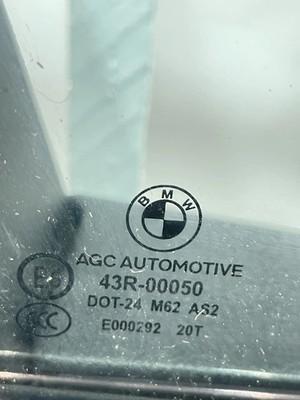 BMW
AGC AUTOMOTIVE
43R-00050
DOT-24 M62 AS2
E000292 20T